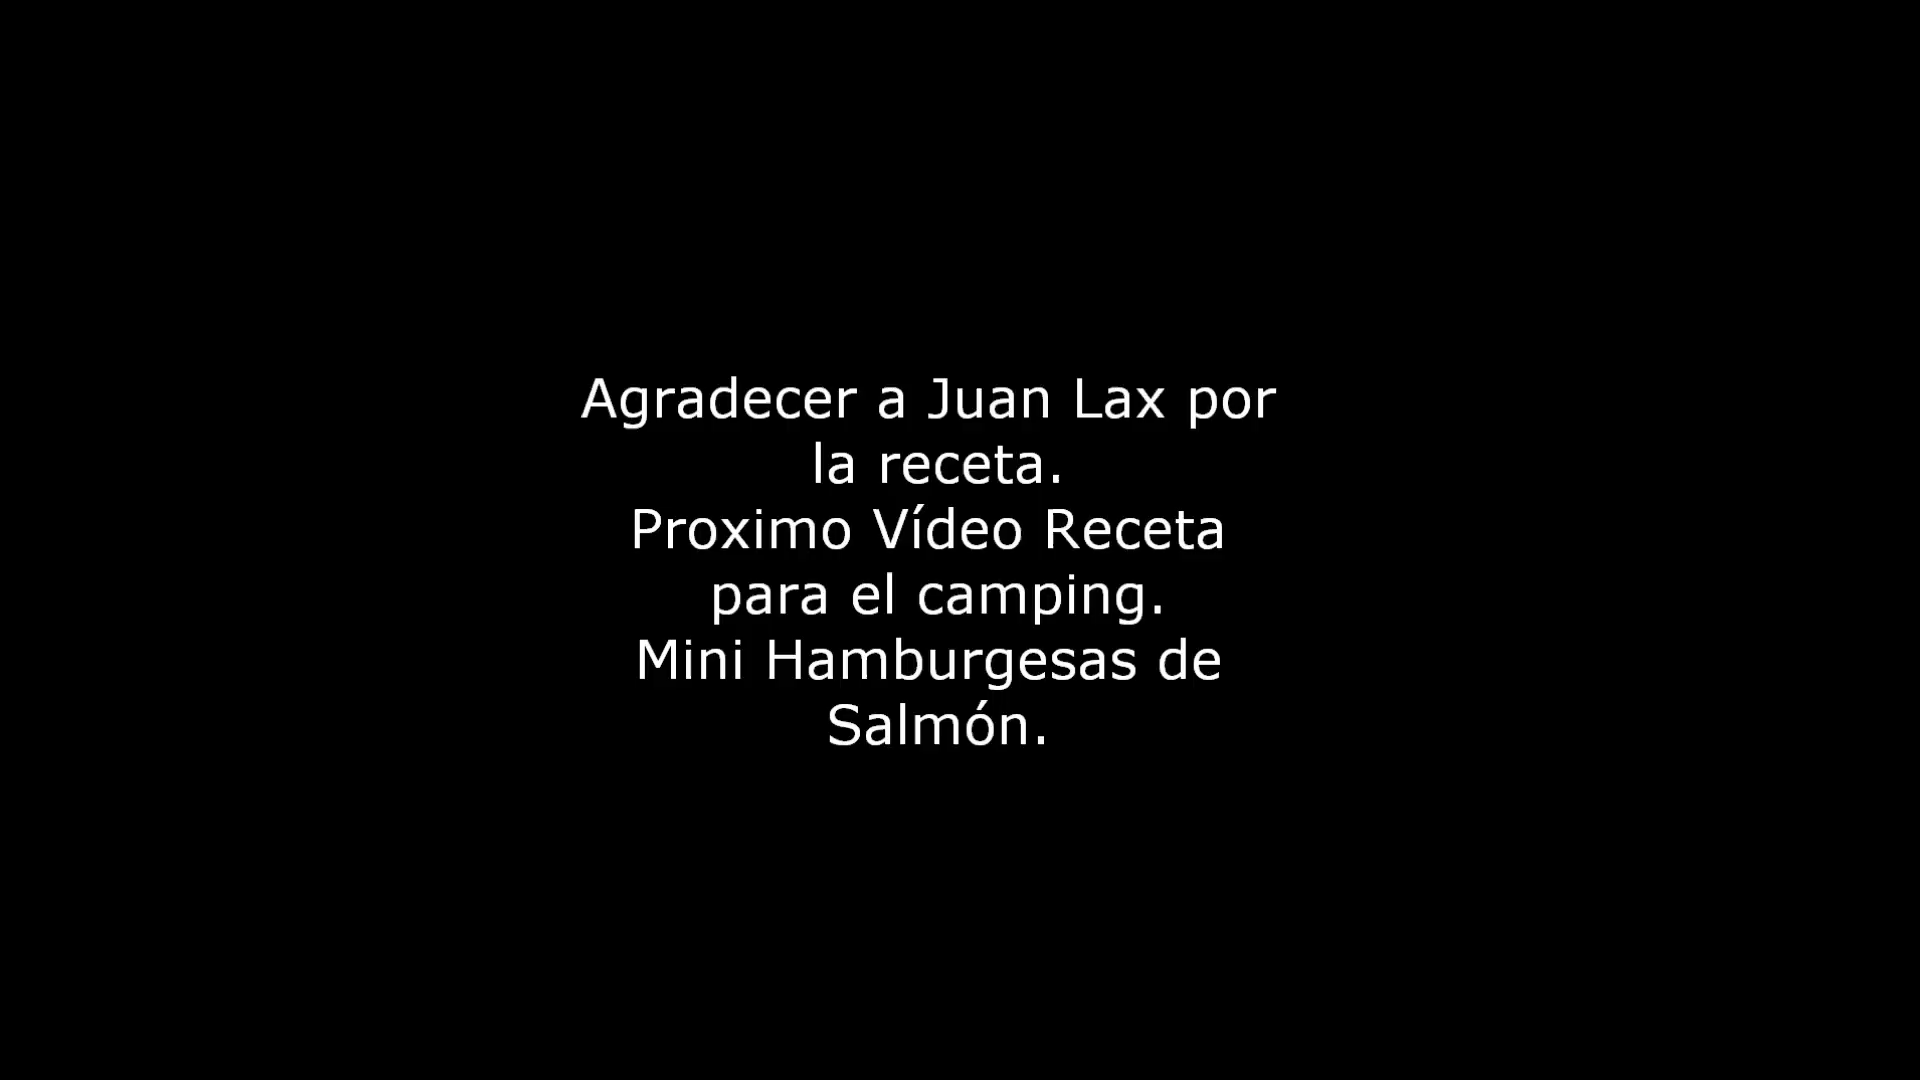 Agradecer a Juan Lax por
la receta.
Proximo Vídeo Receta
para el camping.
Mini Hamburgesas de
Salmón.